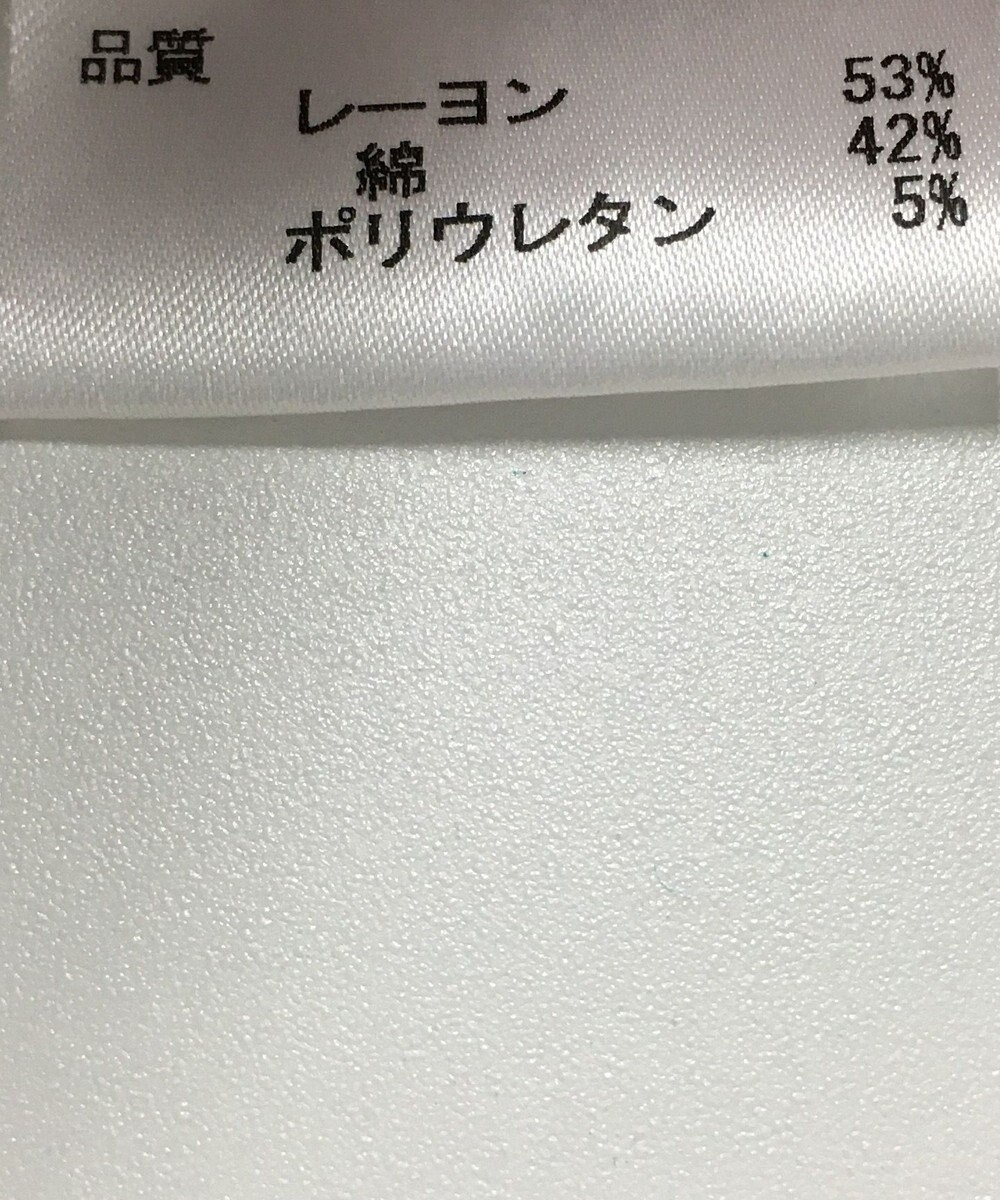 品質
レーヨン 53%
綿 42%
ポリウレタン 5%